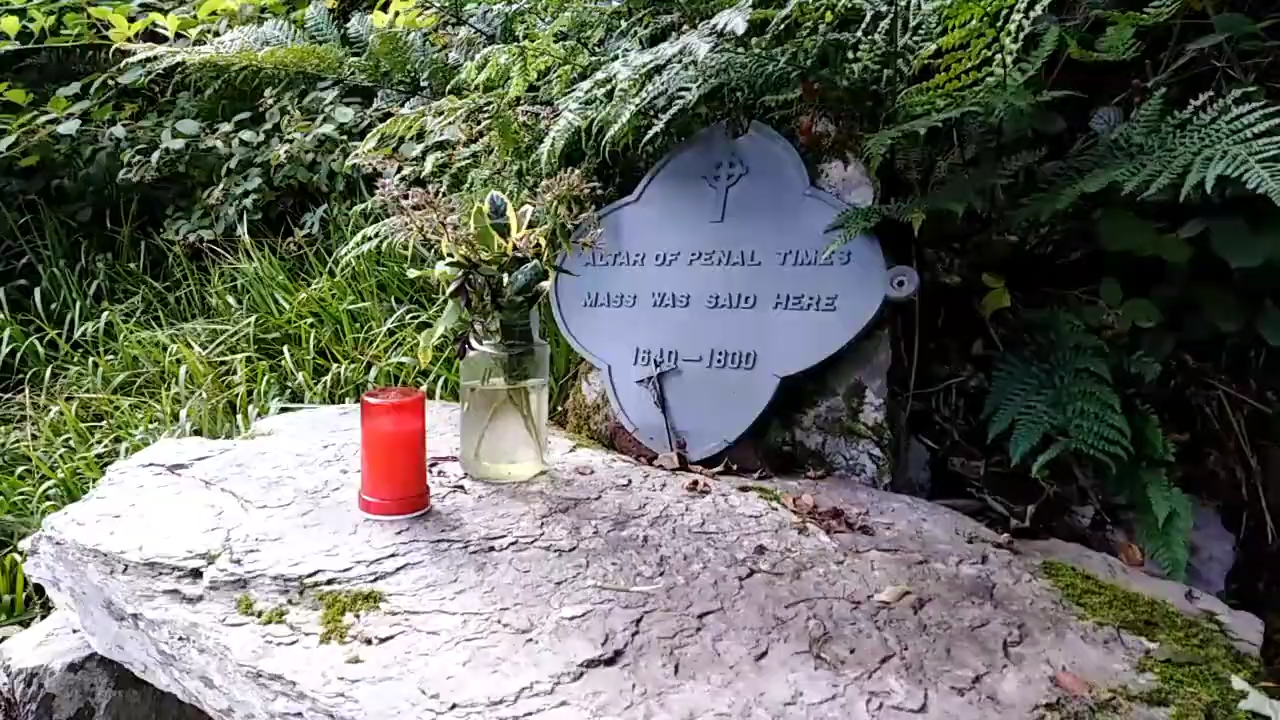 ALTAR OF PENAL TIMES
MASS WAS SAID HERE
1640—1800